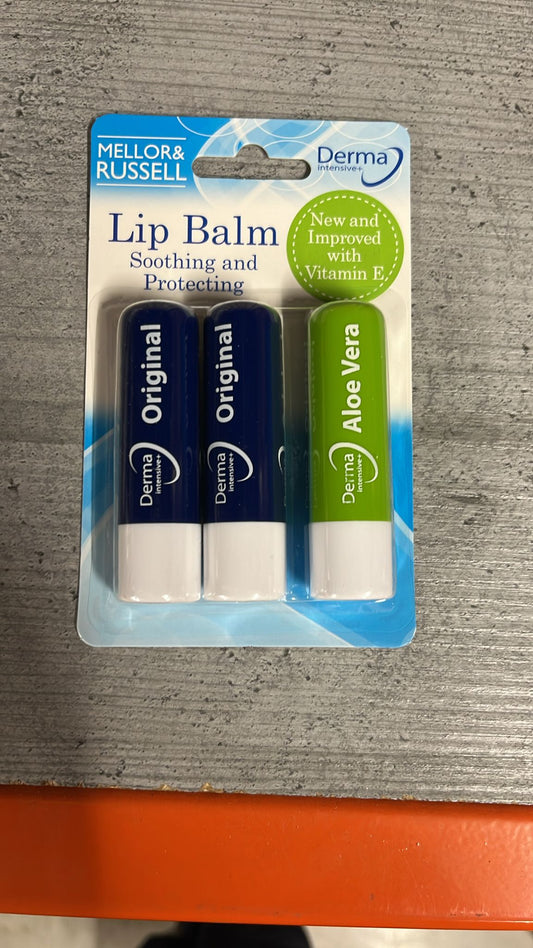 MELLOR&
RUSSELL
Derma
intensive+
Lip Balm
Soothing and
Protecting
New and
Improved
with
Vitamin E
Original
Derma
intensive+
Original
Derma
intensive+
Aloe Vera
Derma
intensive+